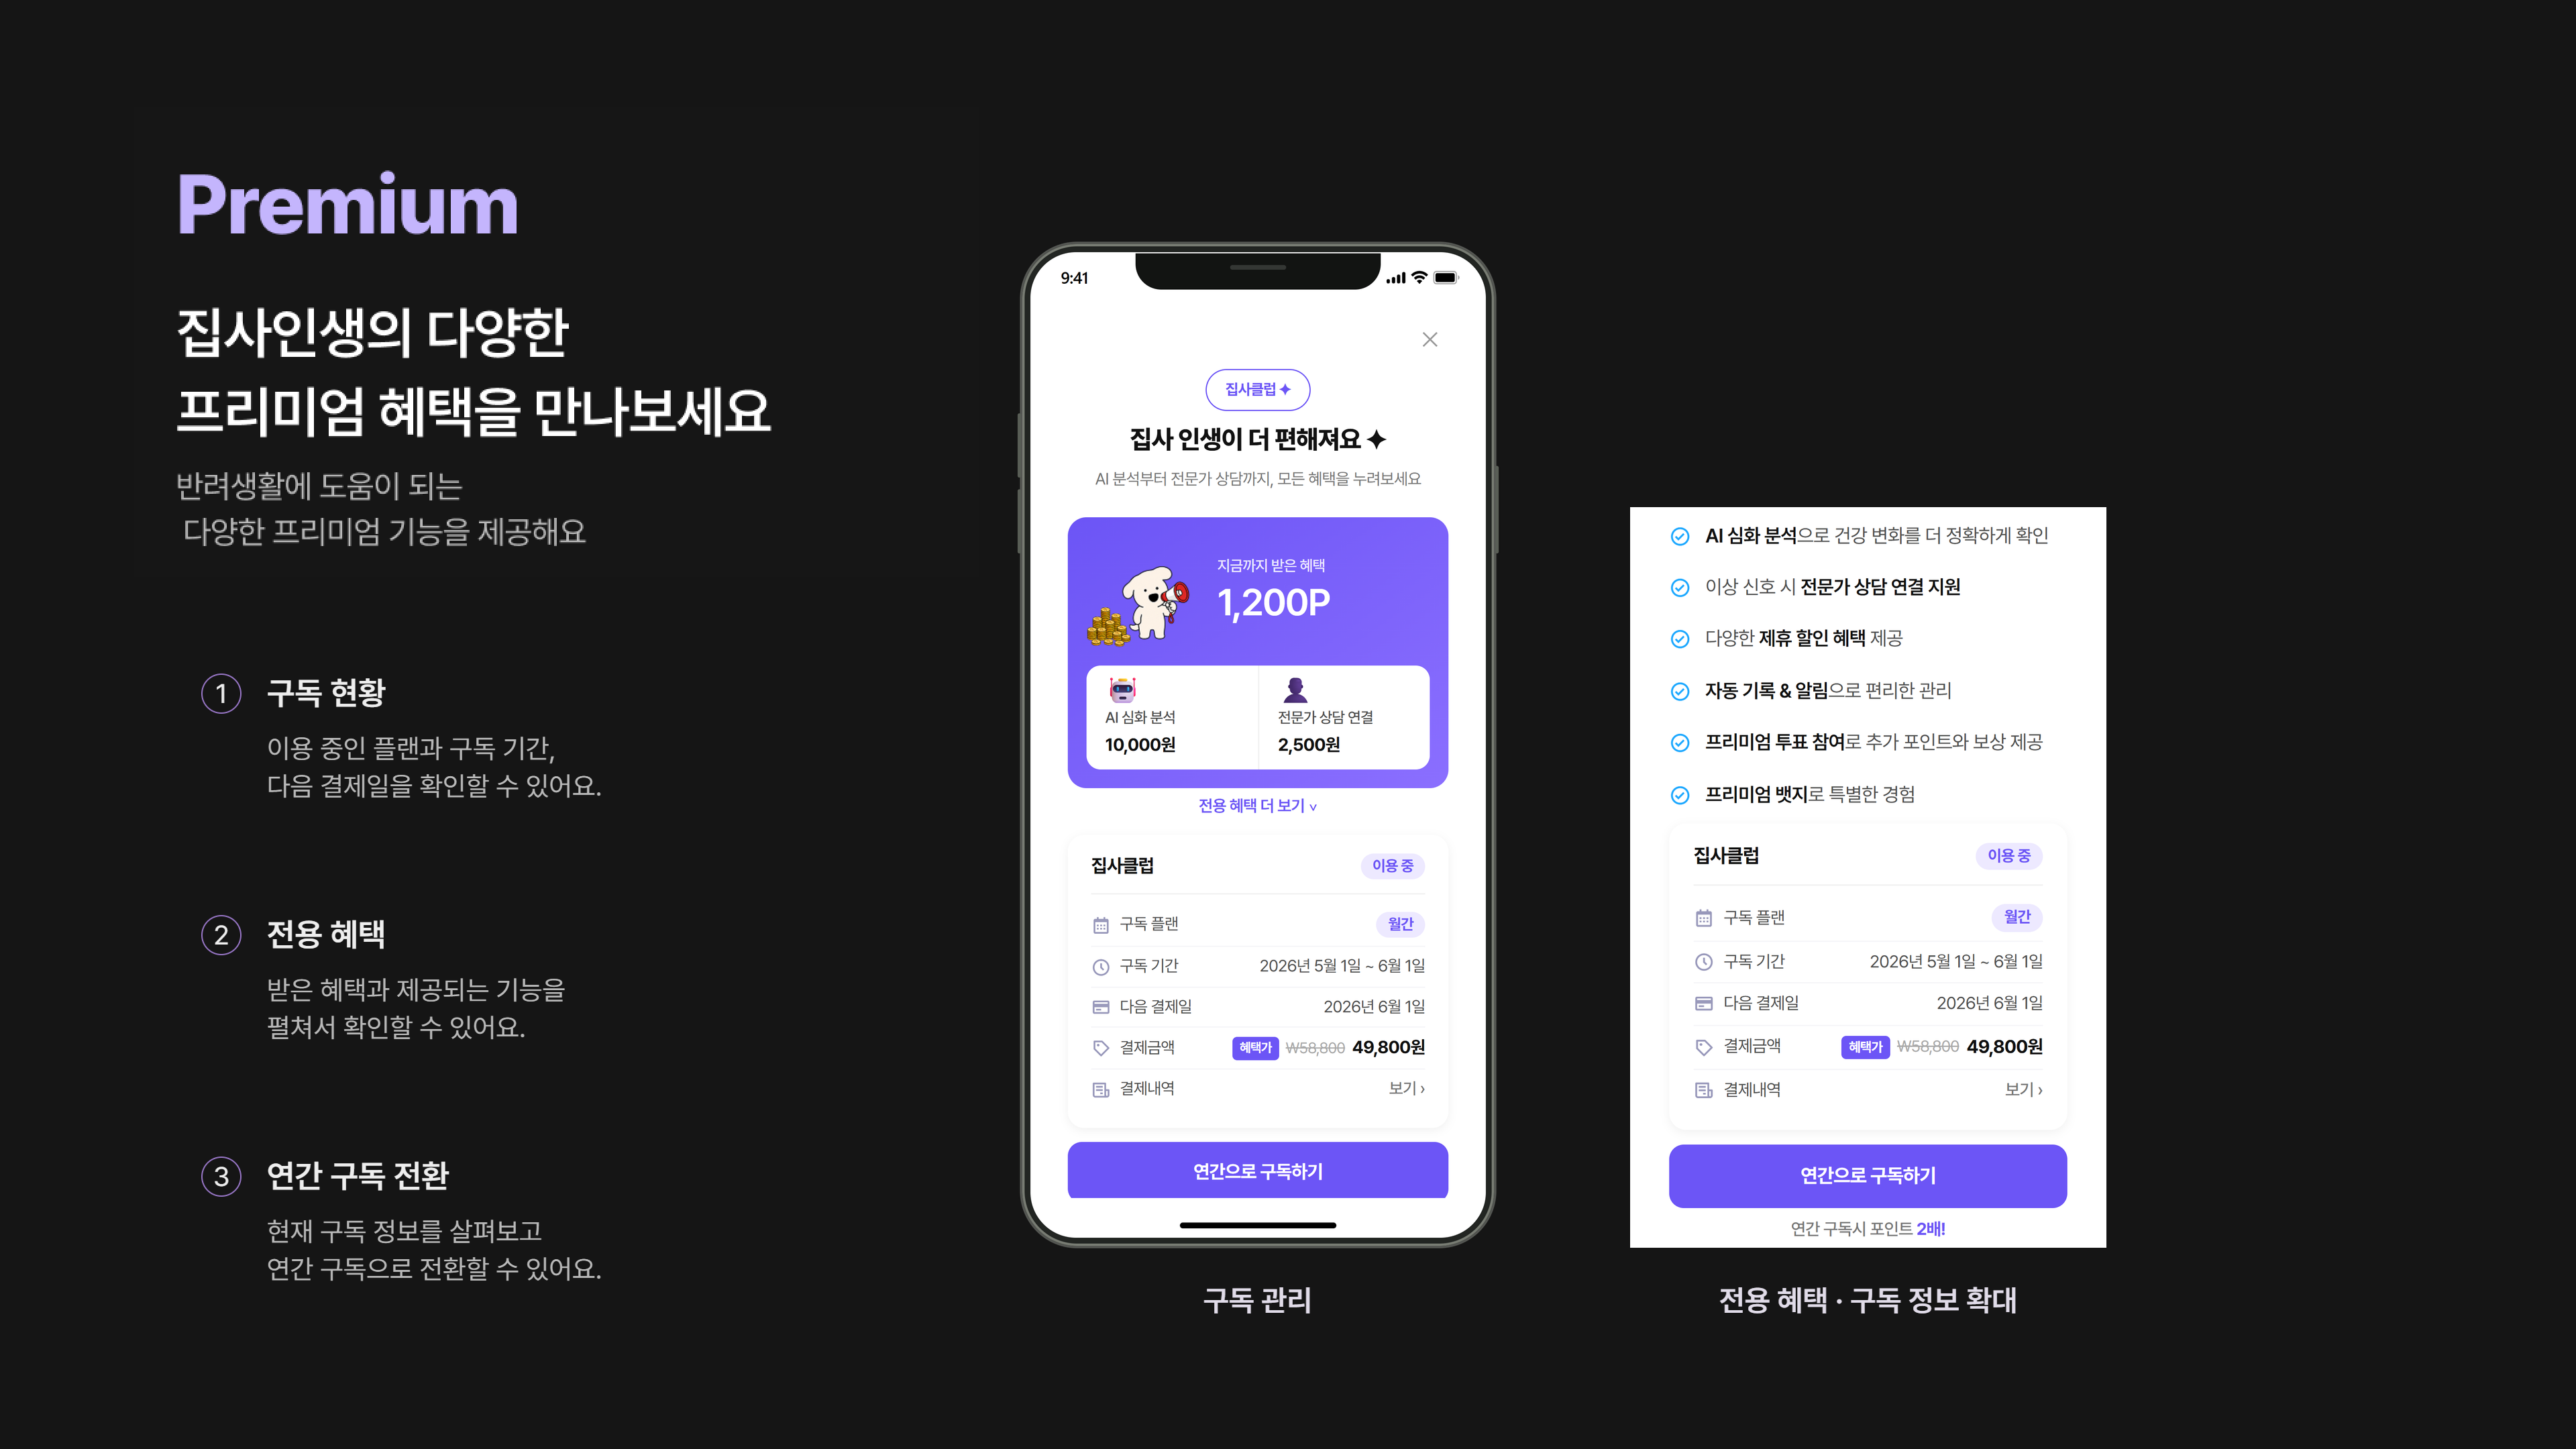 Premium
집사인생의 다양한
프리미엄 혜택을 만나보세요
반려생활에 도움이 되는
다양한 프리미엄 기능을 제공해요
1 구독 현황
이용 중인 플랜과 구독 기간,
다음 결제일을 확인할 수 있어요.
2 전용 혜택
받은 혜택과 제공되는 기능을
펼쳐서 확인할 수 있어요.
3 연간 구독 전환
현재 구독 정보를 살펴보고
연간 구독으로 전환할 수 있어요.
9:41
집사클럽 ✦
집사 인생이 더 편해져요 ✦
AI 분석부터 전문가 상담까지, 모든 혜택을 누려보세요
지금까지 받은 혜택
1,200P
AI 심화 분석
10,000원
전문가 상담 연결
2,500원
전용 혜택 더 보기 ∨
집사클럽 이용 중
구독 플랜 월간
구독 기간 2026년 5월 1일 ~ 6월 1일
다음 결제일 2026년 6월 1일
결제금액 혜택가 ₩58,800 49,800원
결제내역 보기 ›
연간으로 구독하기
구독 관리
AI 심화 분석으로 건강 변화를 더 정확하게 확인
이상 신호 시 전문가 상담 연결 지원
다양한 제휴 할인 혜택 제공
자동 기록 & 알림으로 편리한 관리
프리미엄 투표 참여로 추가 포인트와 보상 제공
프리미엄 뱃지로 특별한 경험
집사클럽 이용 중
구독 플랜 월간
구독 기간 2026년 5월 1일 ~ 6월 1일
다음 결제일 2026년 6월 1일
결제금액 혜택가 ₩58,800 49,800원
결제내역 보기 ›
연간으로 구독하기
연간 구독시 포인트 2배!
전용 혜택 · 구독 정보 확대